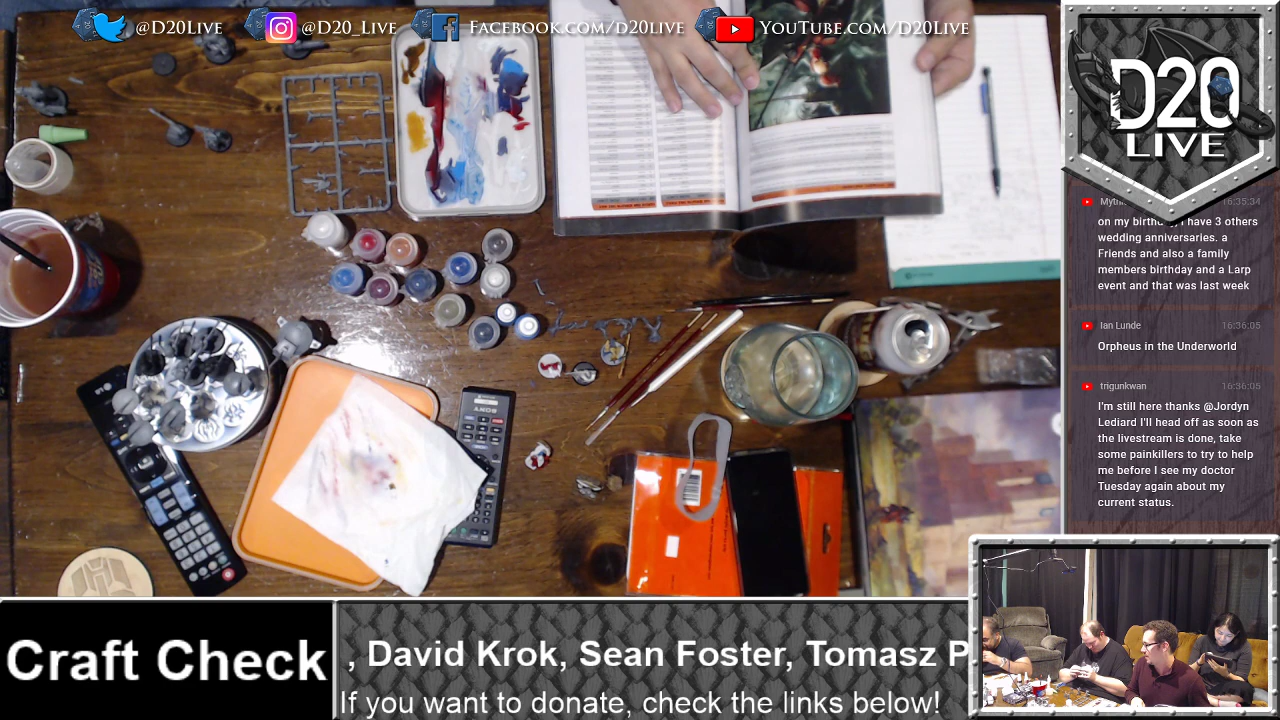 @D20Live
@D20_Live
Facebook.com/d20live
YouTube.com/D20Live
D20
LIVE
16:35:34
on my birthday, I have 3 others
wedding anniversaries. a
Friends and also a family
members birthday and a Larp
event and that was last week
Ian Lunde 16:36:05
Orpheus in the Underworld
trigunkwan 16:36:05
I'm still here thanks @Jordyn
Lediard I'll head off as soon as
the livestream is done, take
some painkillers to try to help
me before I see my doctor
Tuesday again about my
current status.
LG
SONY
Craft Check
, David Krok, Sean Foster, Tomasz P
If you want to donate, check the links below!